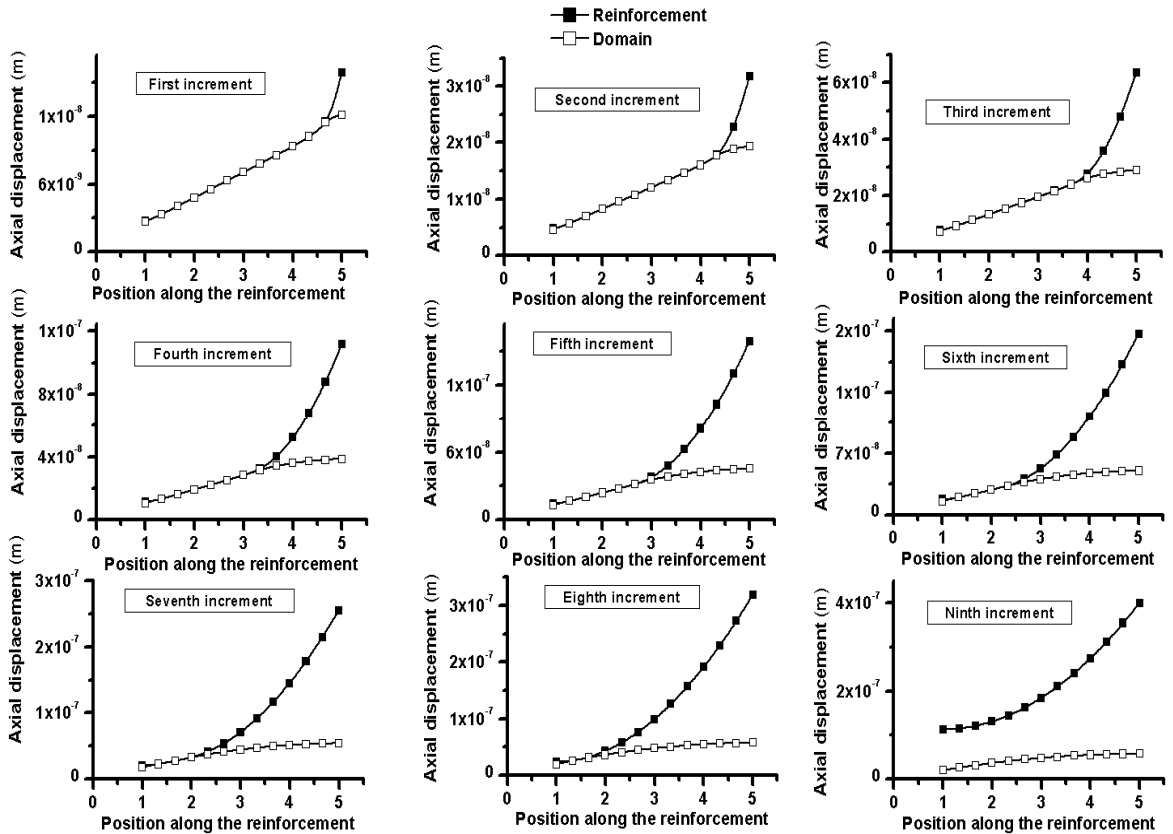 Reinforcement
Domain
Axial displacement (m)
First increment
1x10⁻⁸
6x10⁻⁹
0
0 1 2 3 4 5
Position along the reinforcement
Axial displacement (m)
Second increment
3x10⁻⁸
2x10⁻⁸
1x10⁻⁸
0
0 1 2 3 4 5
Position along the reinforcement
Axial displacement (m)
Third increment
6x10⁻⁸
4x10⁻⁸
2x10⁻⁸
0
0 1 2 3 4 5
Position along the reinforcement
Axial displacement (m)
Fourth increment
1x10⁻⁷
8x10⁻⁸
4x10⁻⁸
0
0 1 2 3 4 5
Position along the reinforcement
Axial displacement (m)
Fifth increment
1x10⁻⁷
6x10⁻⁸
0
0 1 2 3 4 5
Position along the reinforcement
Axial displacement (m)
Sixth increment
2x10⁻⁷
1x10⁻⁷
7x10⁻⁸
0
0 1 2 3 4 5
Position along the reinforcement
Axial displacement (m)
Seventh increment
3x10⁻⁷
2x10⁻⁷
1x10⁻⁷
0
0 1 2 3 4 5
Position along the reinforcement
Axial displacement (m)
Eighth increment
3x10⁻⁷
2x10⁻⁷
1x10⁻⁷
0
0 1 2 3 4 5
Position along the reinforcement
Axial displacement (m)
Ninth increment
4x10⁻⁷
2x10⁻⁷
0
0 1 2 3 4 5
Position along the reinforcement